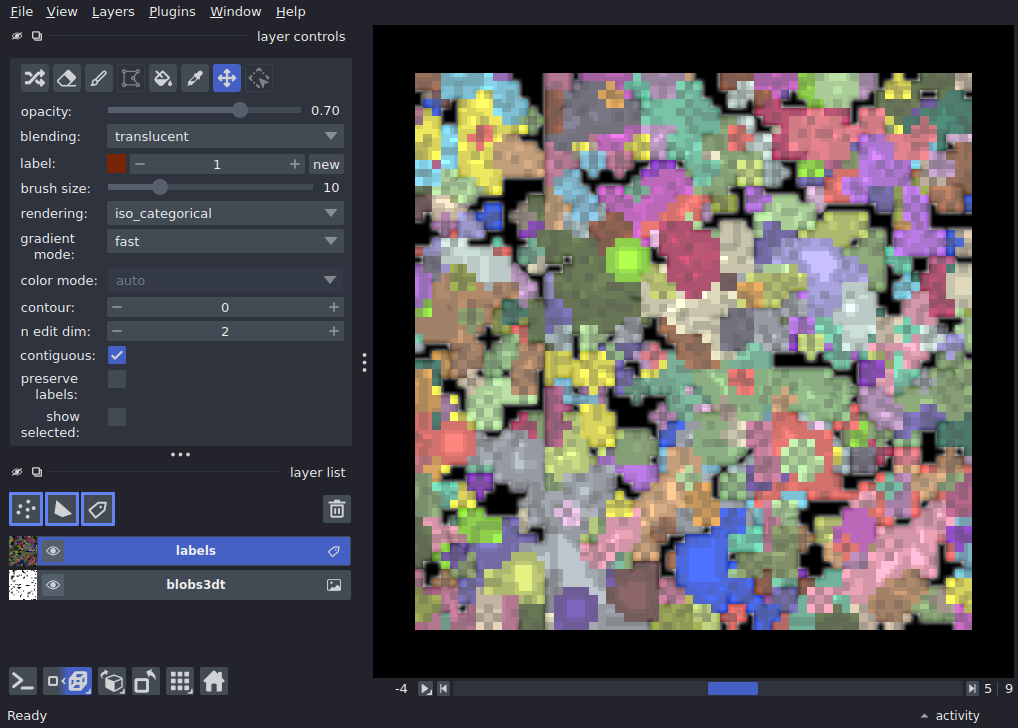 File View Layers Plugins Window Help
layer controls
opacity: 0.70
blending: translucent
label: 1 new
brush size: 10
rendering: iso_categorical
gradient mode: fast
color mode: auto
contour: 0
n edit dim: 2
contiguous:
preserve labels:
show selected:
layer list
labels
blobs3dt
-4 5 9
Ready activity